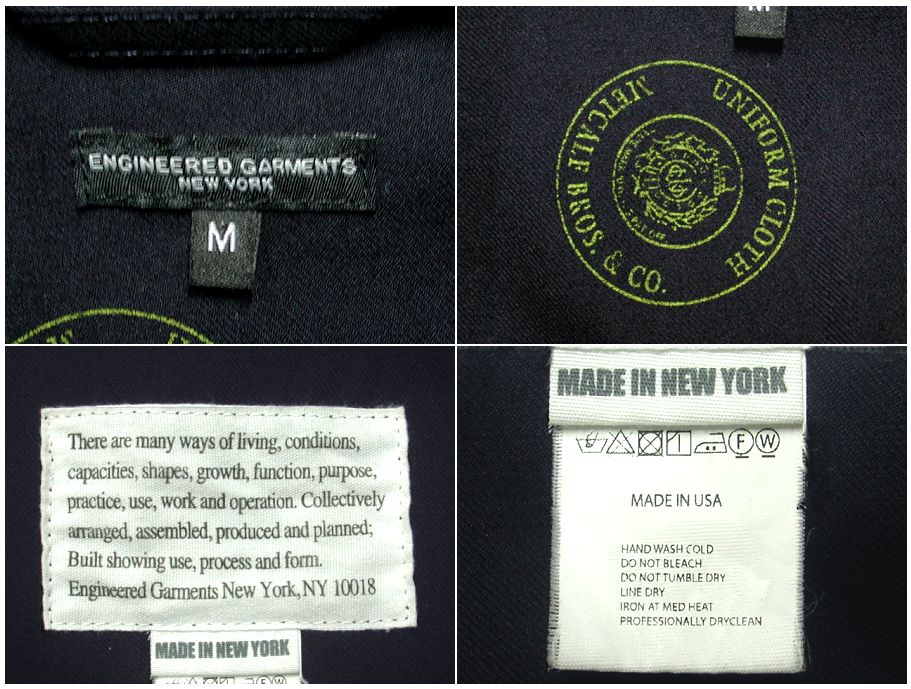 ENGINEERED GARMENTS
NEW YORK
M
M
METCALF BROS. & CO.
UNIFORM CLOTH
There are many ways of living, conditions,
capacities, shapes, growth, function, purpose,
practice, use, work and operation. Collectively
arranged, assembled, produced and planned;
Built showing use, process and form.
Engineered Garments New York, NY 10018
MADE IN NEW YORK
MADE IN NEW YORK
F W
MADE IN USA
HAND WASH COLD
DO NOT BLEACH
DO NOT TUMBLE DRY
LINE DRY
IRON AT MED HEAT
PROFESSIONALLY DRYCLEAN